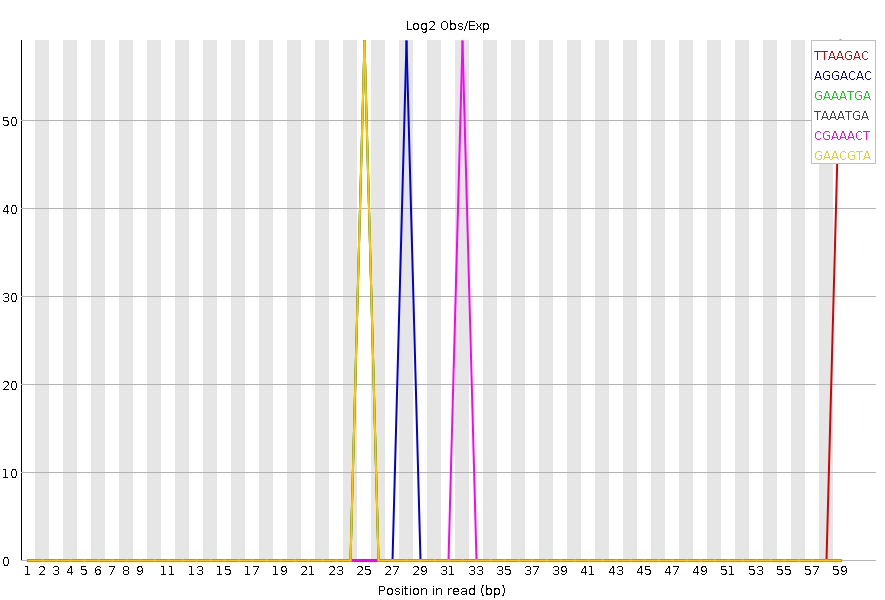 Log2 Obs/Exp
TTAAGAC
AGGACAC
GAAATGA
TAAATGA
CGAAACT
GAACGTA
50
40
30
20
10
0
1 2 3 4 5 6 7 8 9 11 13 15 17 19 21 23 25 27 29 31 33 35 37 39 41 43 45 47 49 51 53 55 57 59
Position in read (bp)